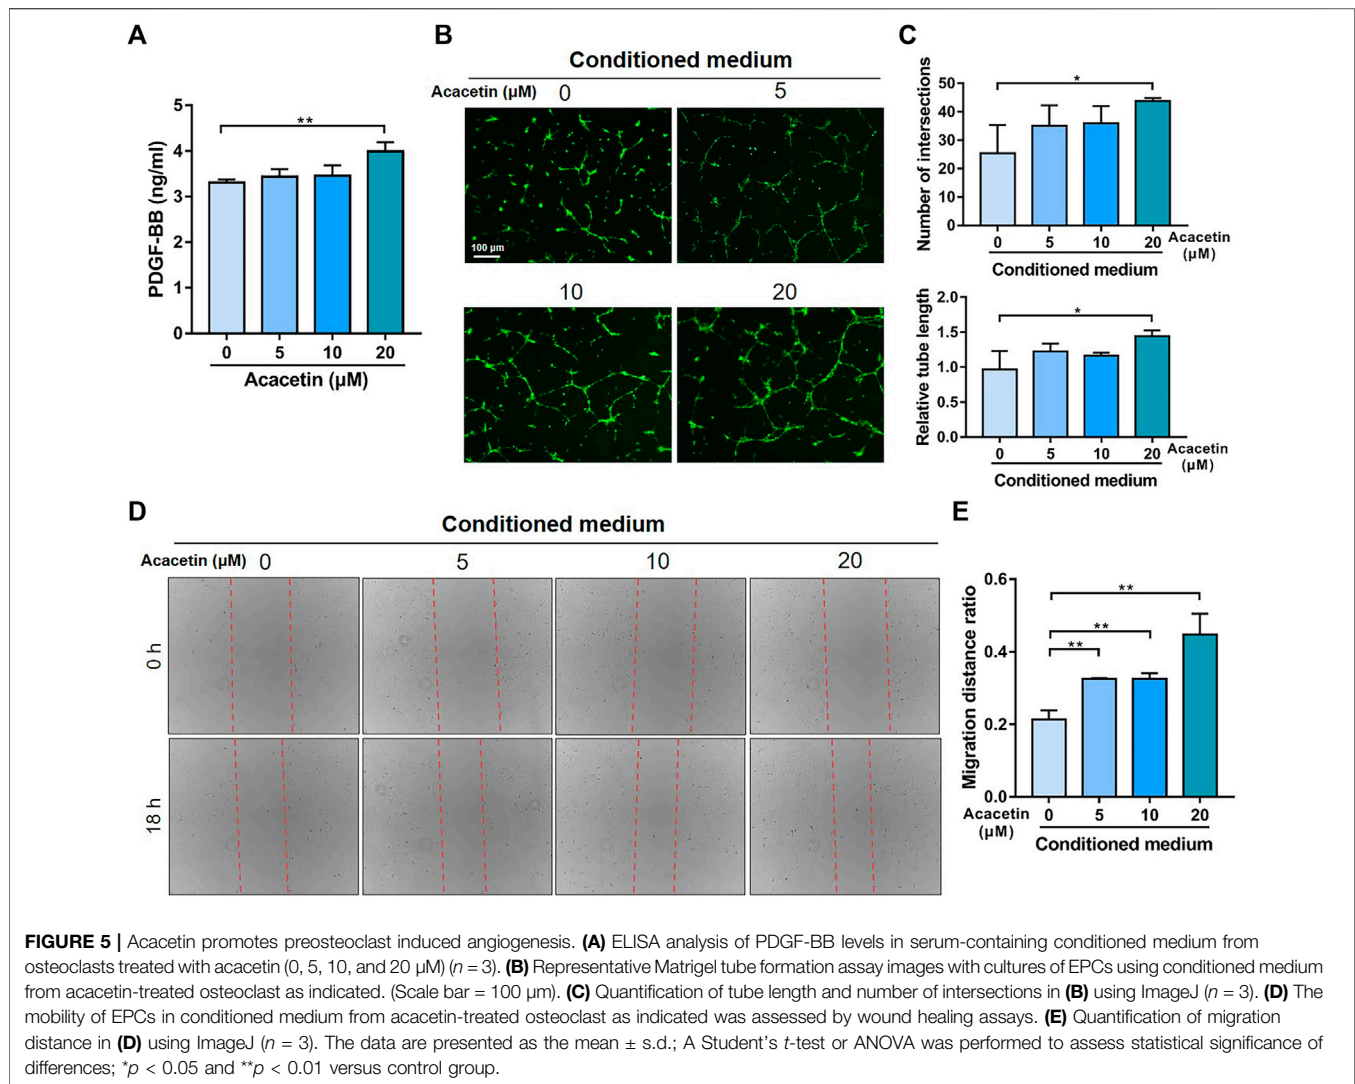 A
PDGF-BB (ng/ml)
5
4
3
2
1
0
**
0 5 10 20
Acacetin (µM)
B
Conditioned medium
Acacetin (µM) 0 5
100 µm
10 20
C
Number of intersections
50
40
30
20
10
0
*
0 5 10 20 Acacetin
(µM)
Conditioned medium
Relative tube length
2.0
1.5
1.0
0.5
0.0
*
0 5 10 20 Acacetin
(µM)
Conditioned medium
D
Conditioned medium
Acacetin (µM) 0 5 10 20
0 h
18 h
E
Migration distance ratio
0.6
0.4
0.2
0.0
**
**
**
Acacetin 0 5 10 20
(µM)
Conditioned medium
FIGURE 5 | Acacetin promotes preosteoclast induced angiogenesis. (A) ELISA analysis of PDGF-BB levels in serum-containing conditioned medium from
osteoclasts treated with acacetin (0, 5, 10, and 20 µM) (n = 3). (B) Representative Matrigel tube formation assay images with cultures of EPCs using conditioned medium
from acacetin-treated osteoclast as indicated. (Scale bar = 100 µm). (C) Quantification of tube length and number of intersections in (B) using ImageJ (n = 3). (D) The
mobility of EPCs in conditioned medium from acacetin-treated osteoclast as indicated was assessed by wound healing assays. (E) Quantification of migration
distance in (D) using ImageJ (n = 3). The data are presented as the mean ± s.d.; A Student's t-test or ANOVA was performed to assess statistical significance of
differences; *p < 0.05 and **p < 0.01 versus control group.